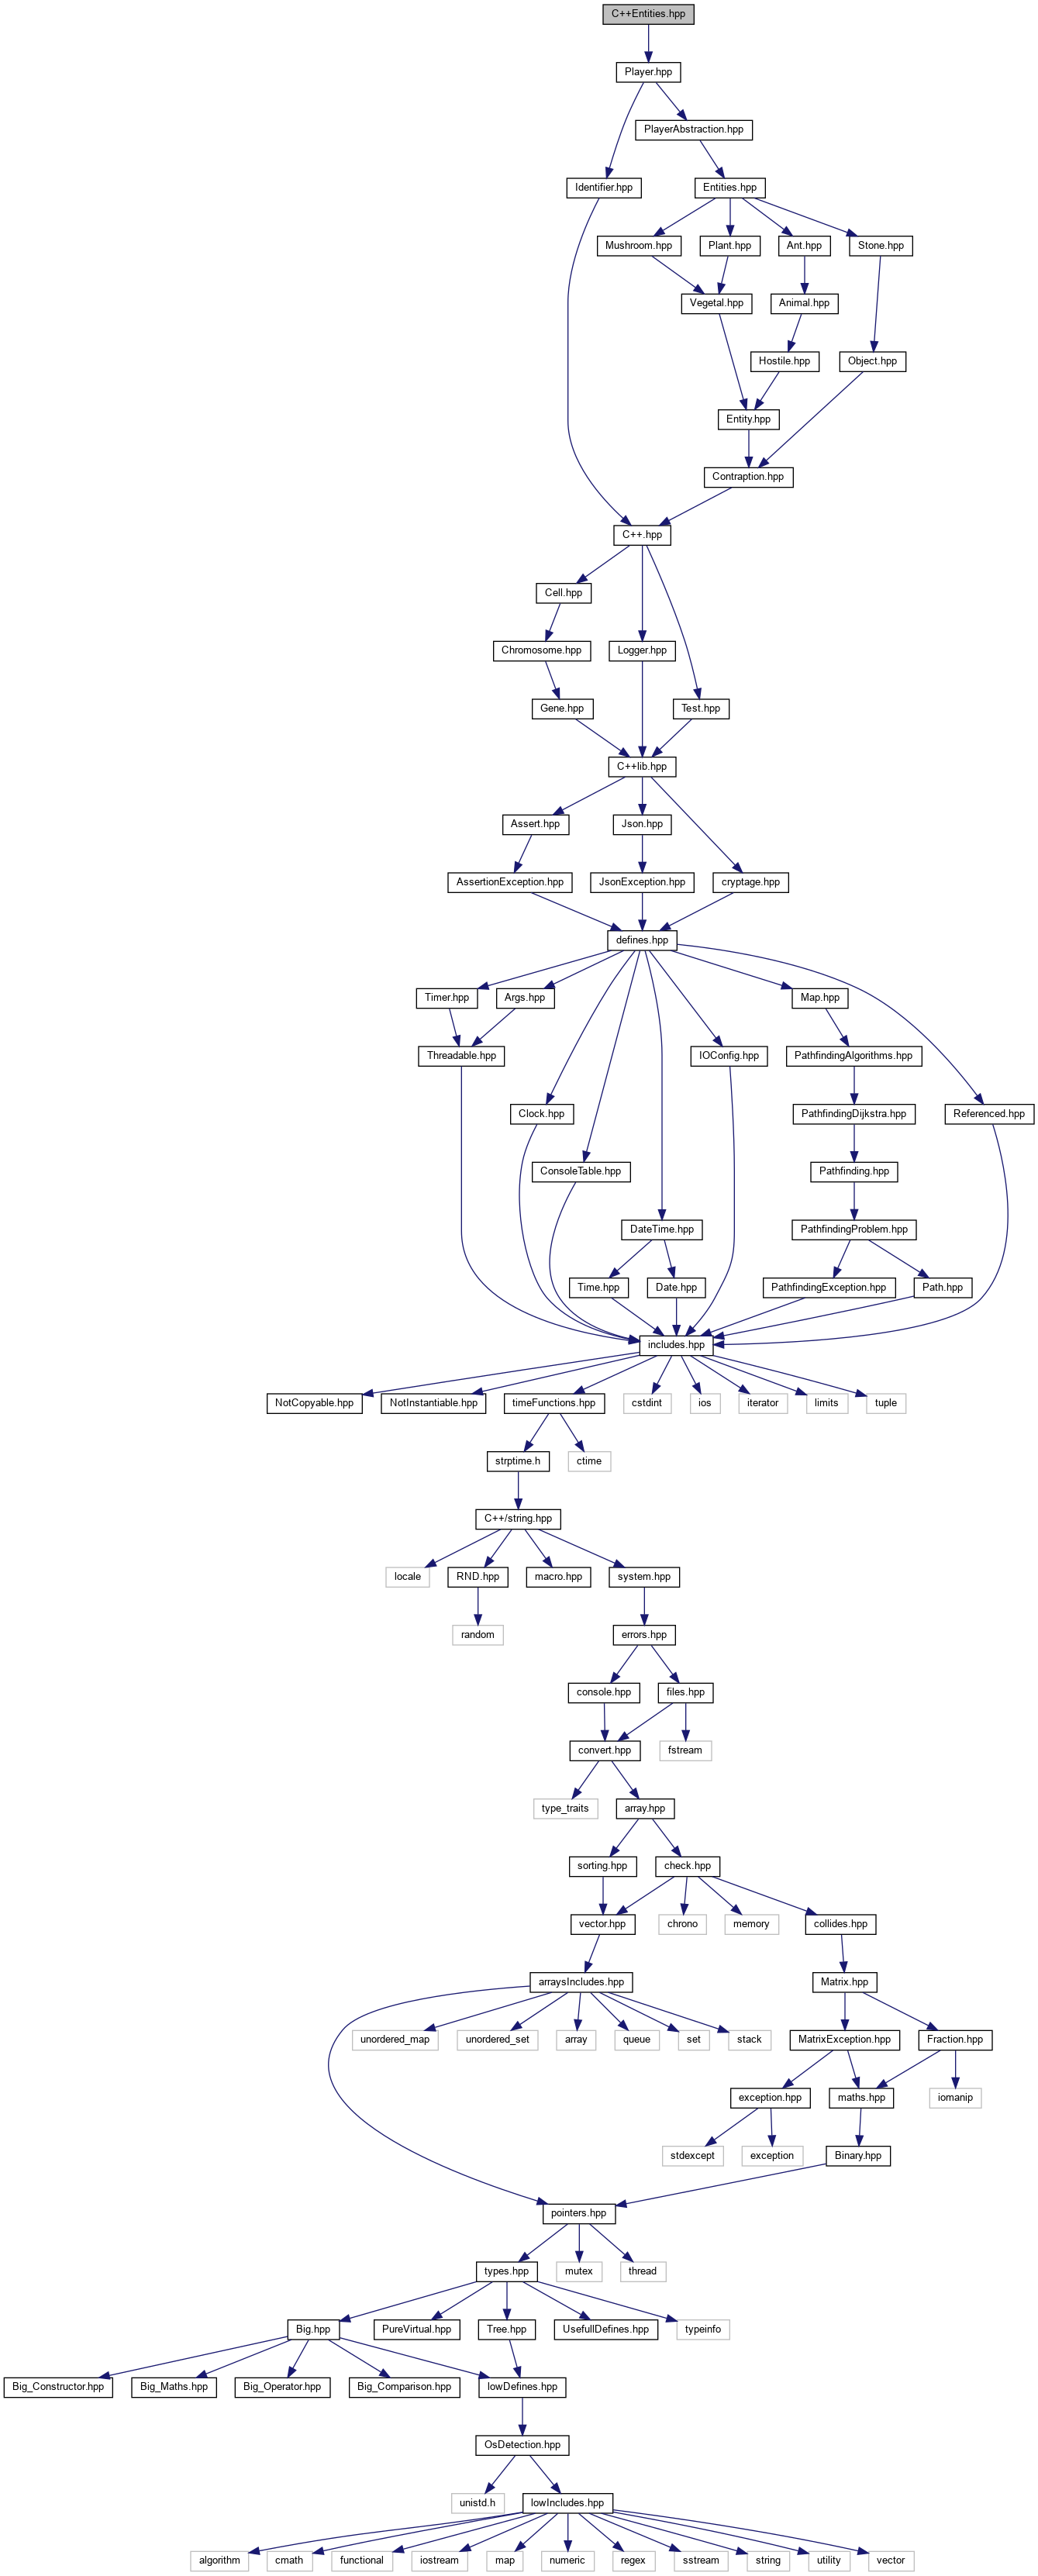 C++Entities.hpp
Player.hpp
PlayerAbstraction.hpp
Identifier.hpp
Entities.hpp
Mushroom.hpp
Plant.hpp
Ant.hpp
Stone.hpp
Vegetal.hpp
Animal.hpp
Hostile.hpp
Object.hpp
Entity.hpp
Contraption.hpp
C++.hpp
Cell.hpp
Chromosome.hpp
Logger.hpp
Gene.hpp
Test.hpp
C++lib.hpp
Assert.hpp
Json.hpp
AssertionException.hpp
JsonException.hpp
cryptage.hpp
defines.hpp
Timer.hpp
Args.hpp
Map.hpp
Threadable.hpp
IOConfig.hpp
PathfindingAlgorithms.hpp
Clock.hpp
PathfindingDijkstra.hpp
Referenced.hpp
ConsoleTable.hpp
Pathfinding.hpp
DateTime.hpp
PathfindingProblem.hpp
Time.hpp
Date.hpp
PathfindingException.hpp
Path.hpp
includes.hpp
NotCopyable.hpp
NotInstantiable.hpp
timeFunctions.hpp
cstdint
ios
iterator
limits
tuple
strptime.h
ctime
C++/string.hpp
locale
RND.hpp
macro.hpp
system.hpp
random
errors.hpp
console.hpp
files.hpp
convert.hpp
fstream
type_traits
array.hpp
sorting.hpp
check.hpp
vector.hpp
chrono
memory
collides.hpp
arraysIncludes.hpp
Matrix.hpp
unordered_map
unordered_set
array
queue
set
stack
MatrixException.hpp
Fraction.hpp
exception.hpp
maths.hpp
iomanip
stdexcept
exception
Binary.hpp
pointers.hpp
types.hpp
mutex
thread
Big.hpp
PureVirtual.hpp
Tree.hpp
UsefullDefines.hpp
typeinfo
Big_Constructor.hpp
Big_Maths.hpp
Big_Operator.hpp
Big_Comparison.hpp
lowDefines.hpp
OsDetection.hpp
unistd.h
lowIncludes.hpp
algorithm
cmath
functional
iostream
map
numeric
regex
sstream
string
utility
vector